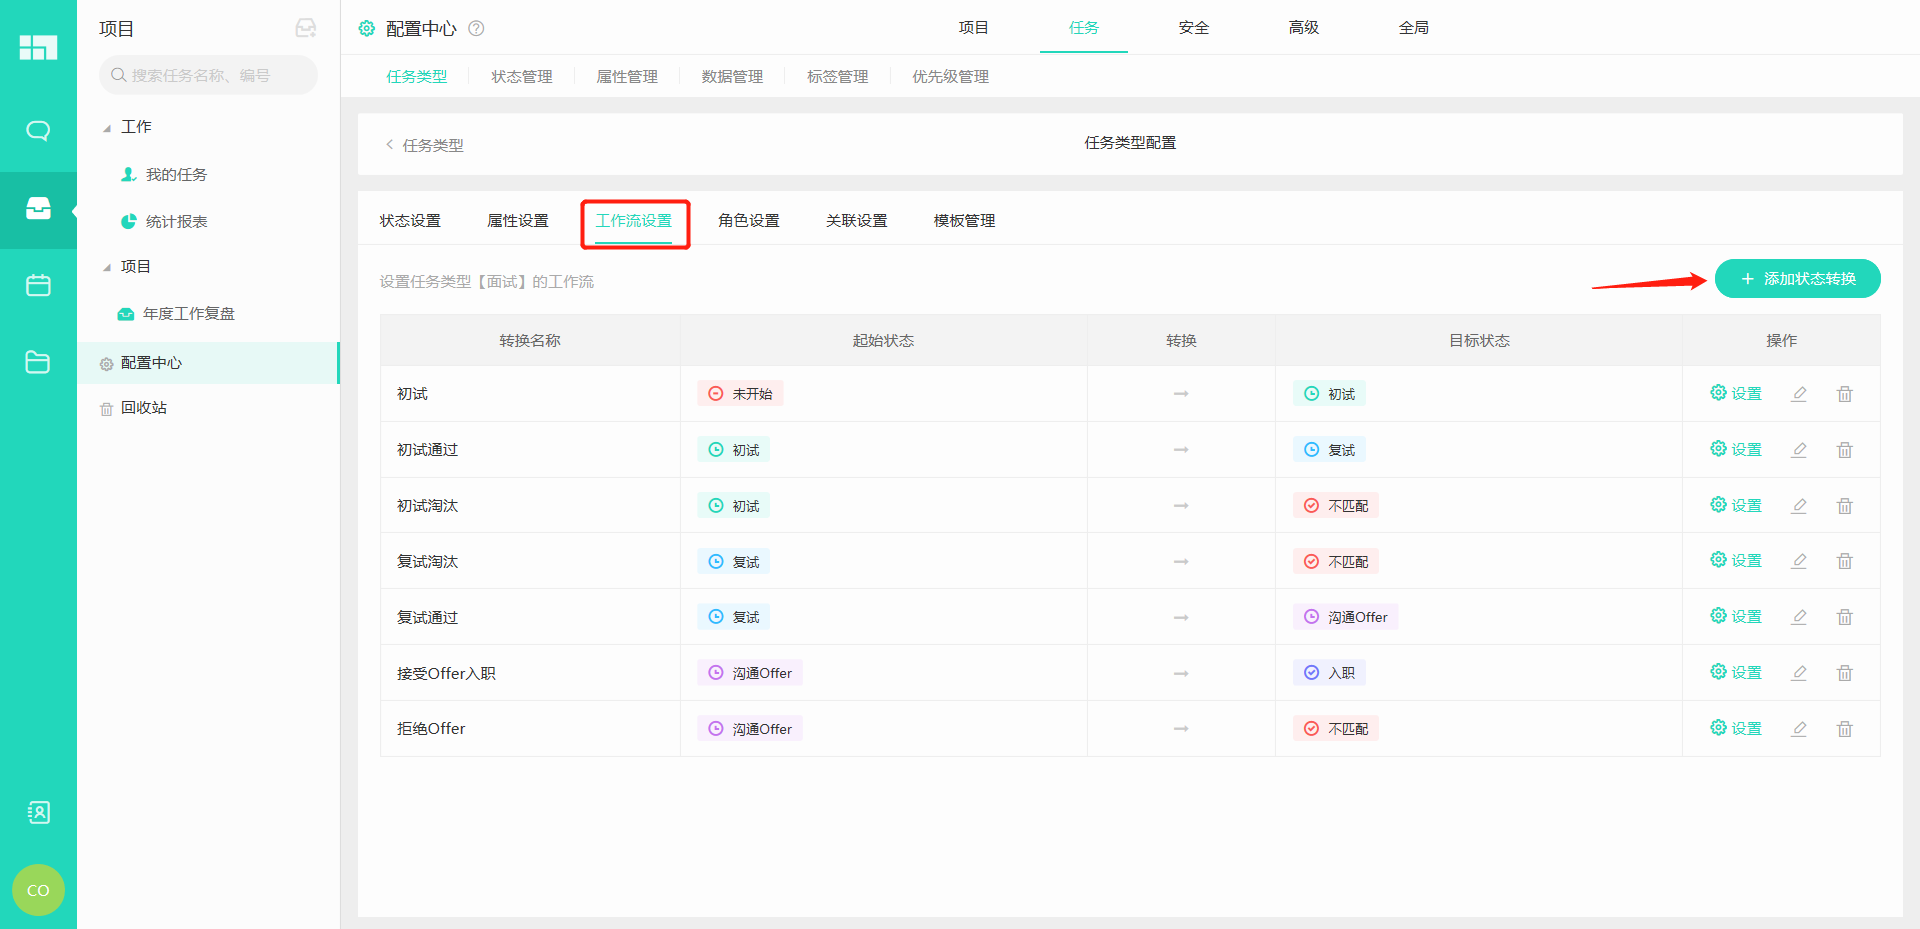 项目
搜索任务名称、编号
工作
我的任务
统计报表
项目
年度工作复盘
配置中心
回收站
CO
配置中心 ?
项目 任务 安全 高级 全局
任务类型 状态管理 属性管理 数据管理 标签管理 优先级管理
任务类型 任务类型配置
状态设置 属性设置 工作流设置 角色设置 关联设置 模板管理
设置任务类型【面试】的工作流 + 添加状态转换
转换名称 起始状态 转换 目标状态 操作
初试 未开始 → 初试 设置
初试通过 初试 → 复试 设置
初试淘汰 初试 → 不匹配 设置
复试淘汰 复试 → 不匹配 设置
复试通过 复试 → 沟通Offer 设置
接受Offer入职 沟通Offer → 入职 设置
拒绝Offer 沟通Offer → 不匹配 设置